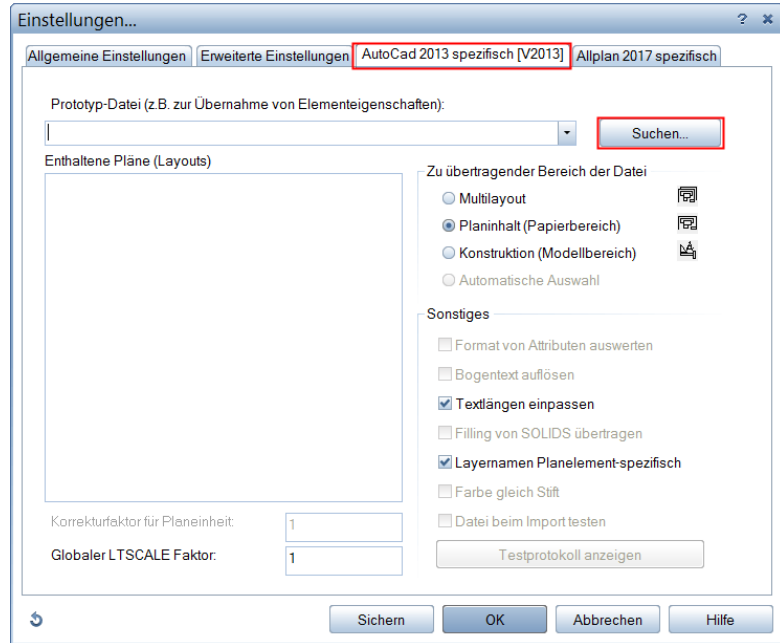 Einstellungen...
Allgemeine Einstellungen Erweiterte Einstellungen AutoCad 2013 spezifisch [V2013] Allplan 2017 spezifisch
Prototyp-Datei (z.B. zur Übernahme von Elementeigenschaften):
Suchen...
Enthaltene Pläne (Layouts)
Zu übertragender Bereich der Datei
Multilayout
Planinhalt (Papierbereich)
Konstruktion (Modellbereich)
Automatische Auswahl
Sonstiges
Format von Attributen auswerten
Bogentext auflösen
Textlängen einpassen
Filling von SOLIDS übertragen
Layernamen Planelement-spezifisch
Farbe gleich Stift
Datei beim Import testen
Testprotokoll anzeigen
Korrekturfaktor für Planeinheit: 1
Globaler LTSCALE Faktor: 1
Sichern OK Abbrechen Hilfe